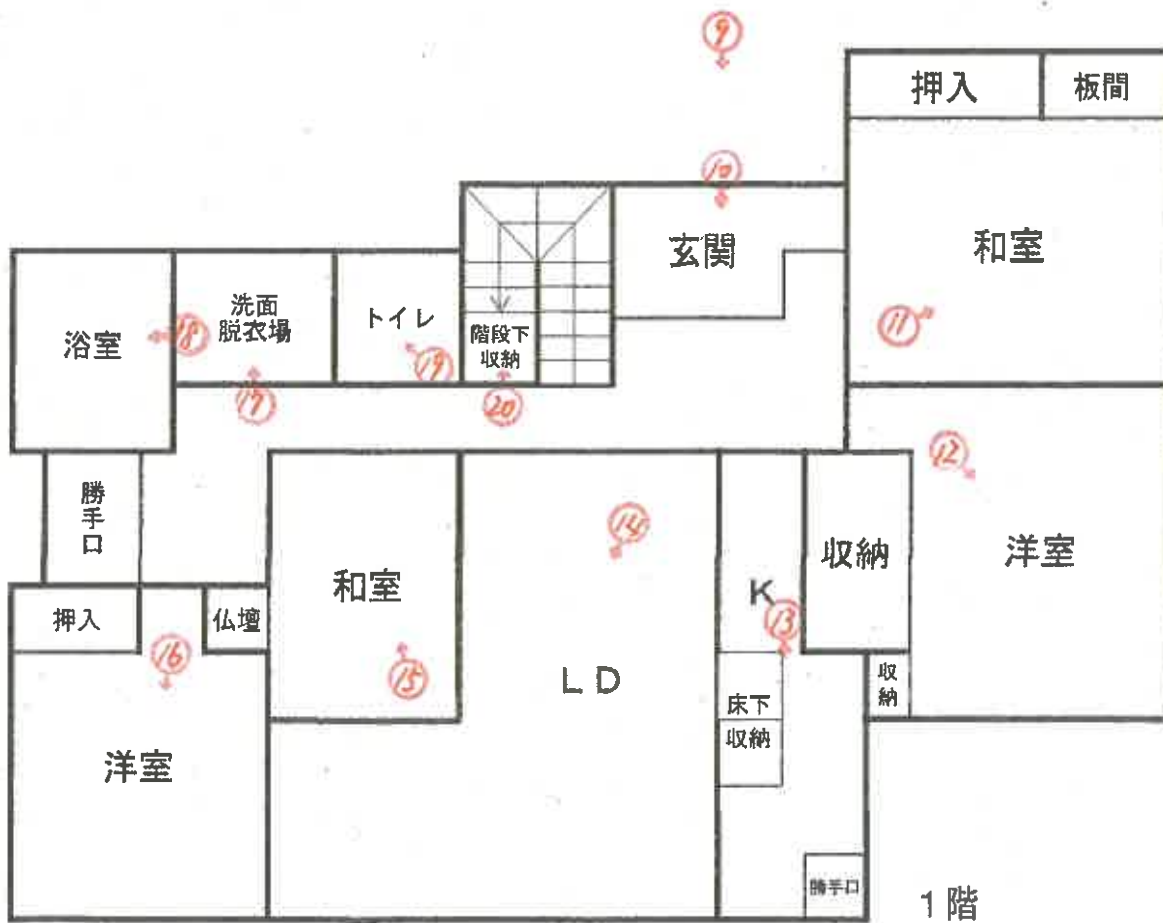 ⑨
押入
板間
⑩
玄関
和室
⑪
浴室
⑱
洗面
脱衣場
トイレ
⑲
階段下
収納
⑰
⑳
⑫
勝手口
⑭
収納
洋室
和室
K
⑬
押入
仏壇
⑯
⑮
LD
収納
床下
収納
洋室
勝手口
1階